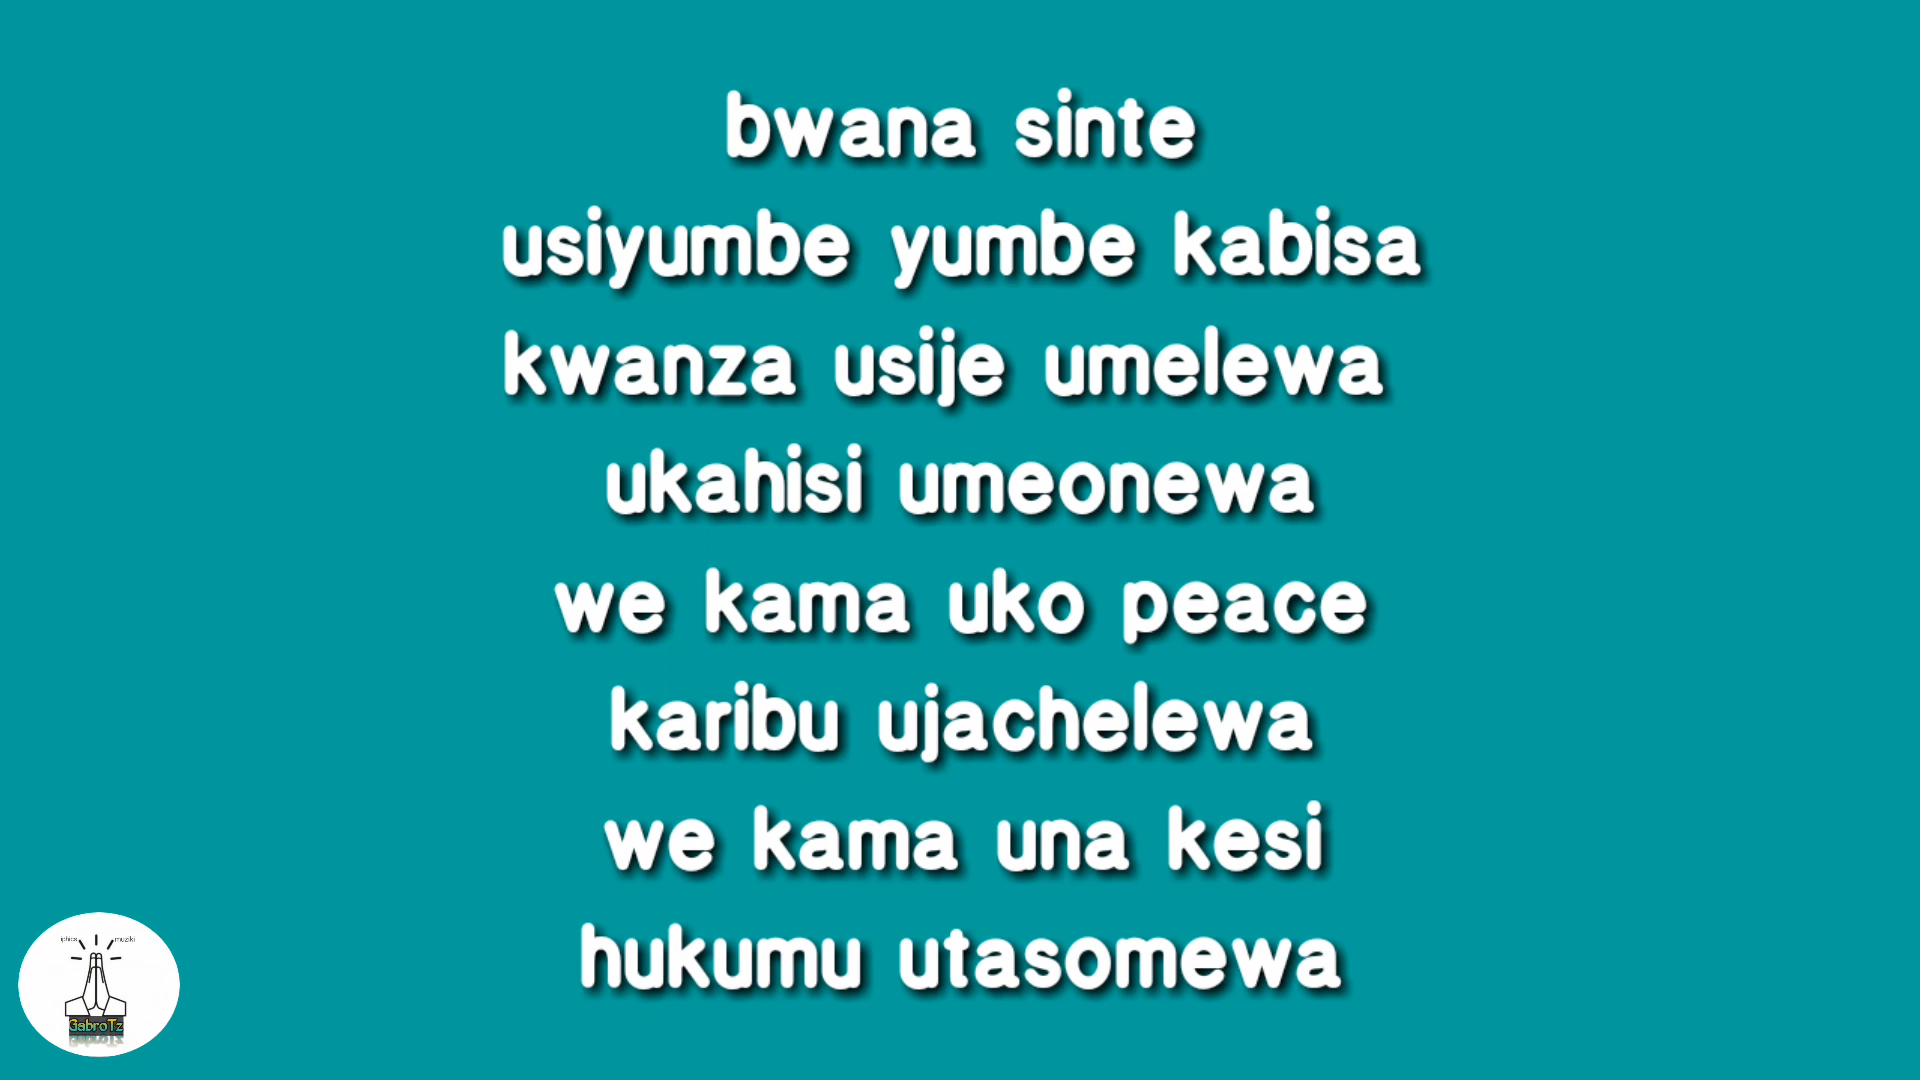 bwana sinte
usiyumbe yumbe kabisa
kwanza usije umelewa
ukahisi umeonewa
we kama uko peace
karibu ujachelewa
we kama una kesi
hukumu utasomewa
muziki
GabroTz